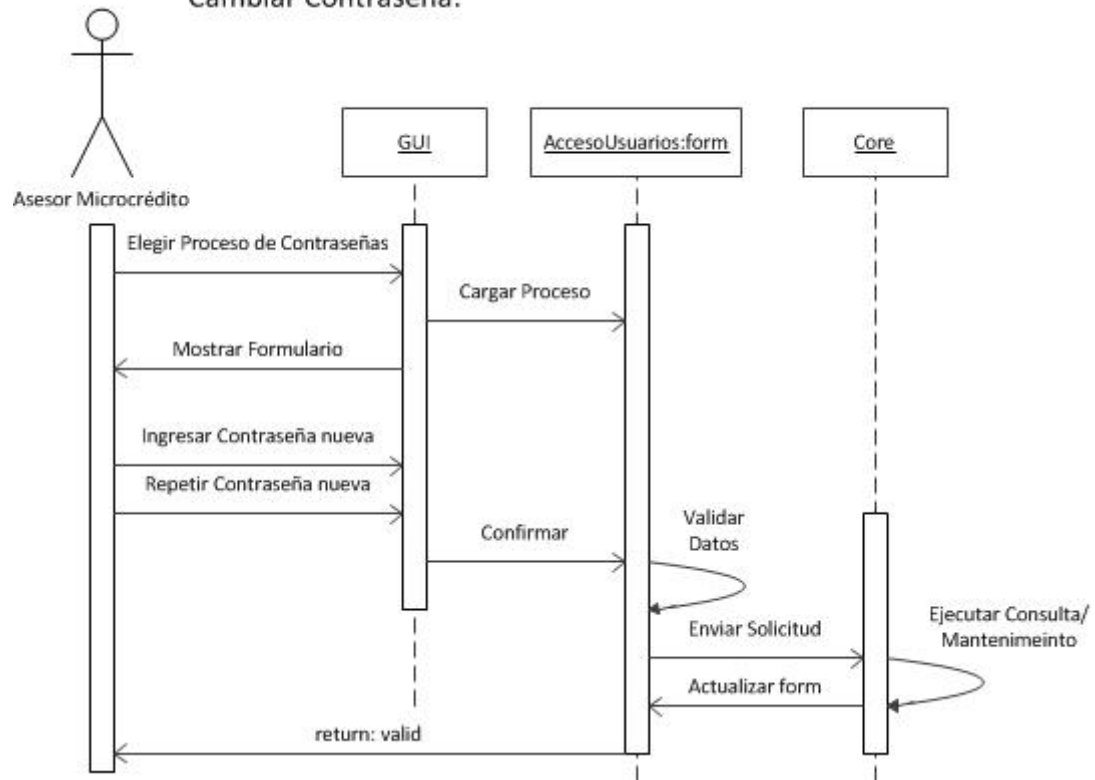 Cambiar Contraseña:
GUI
AccesoUsuarios:form
Core
Asesor Microcrédito
Elegir Proceso de Contraseñas
Cargar Proceso
Mostrar Formulario
Ingresar Contraseña nueva
Repetir Contraseña nueva
Confirmar
Validar
Datos
Enviar Solicitud
Ejecutar Consulta/
Mantenimeinto
Actualizar form
return: valid